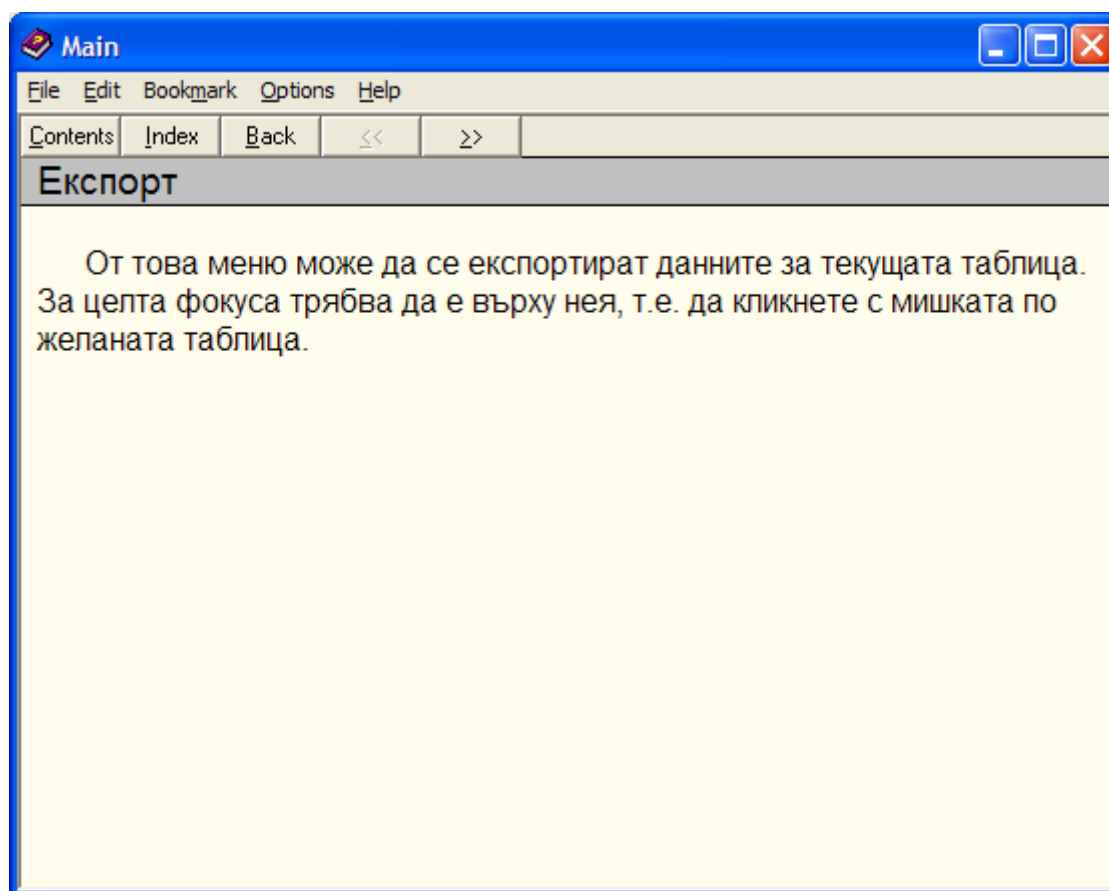 Main
File Edit Bookmark Options Help
Contents Index Back << >>
Експорт
От това меню може да се експортират данните за текущата таблица.
За целта фокуса трябва да е върху нея, т.е. да кликнете с мишката по
желаната таблица.